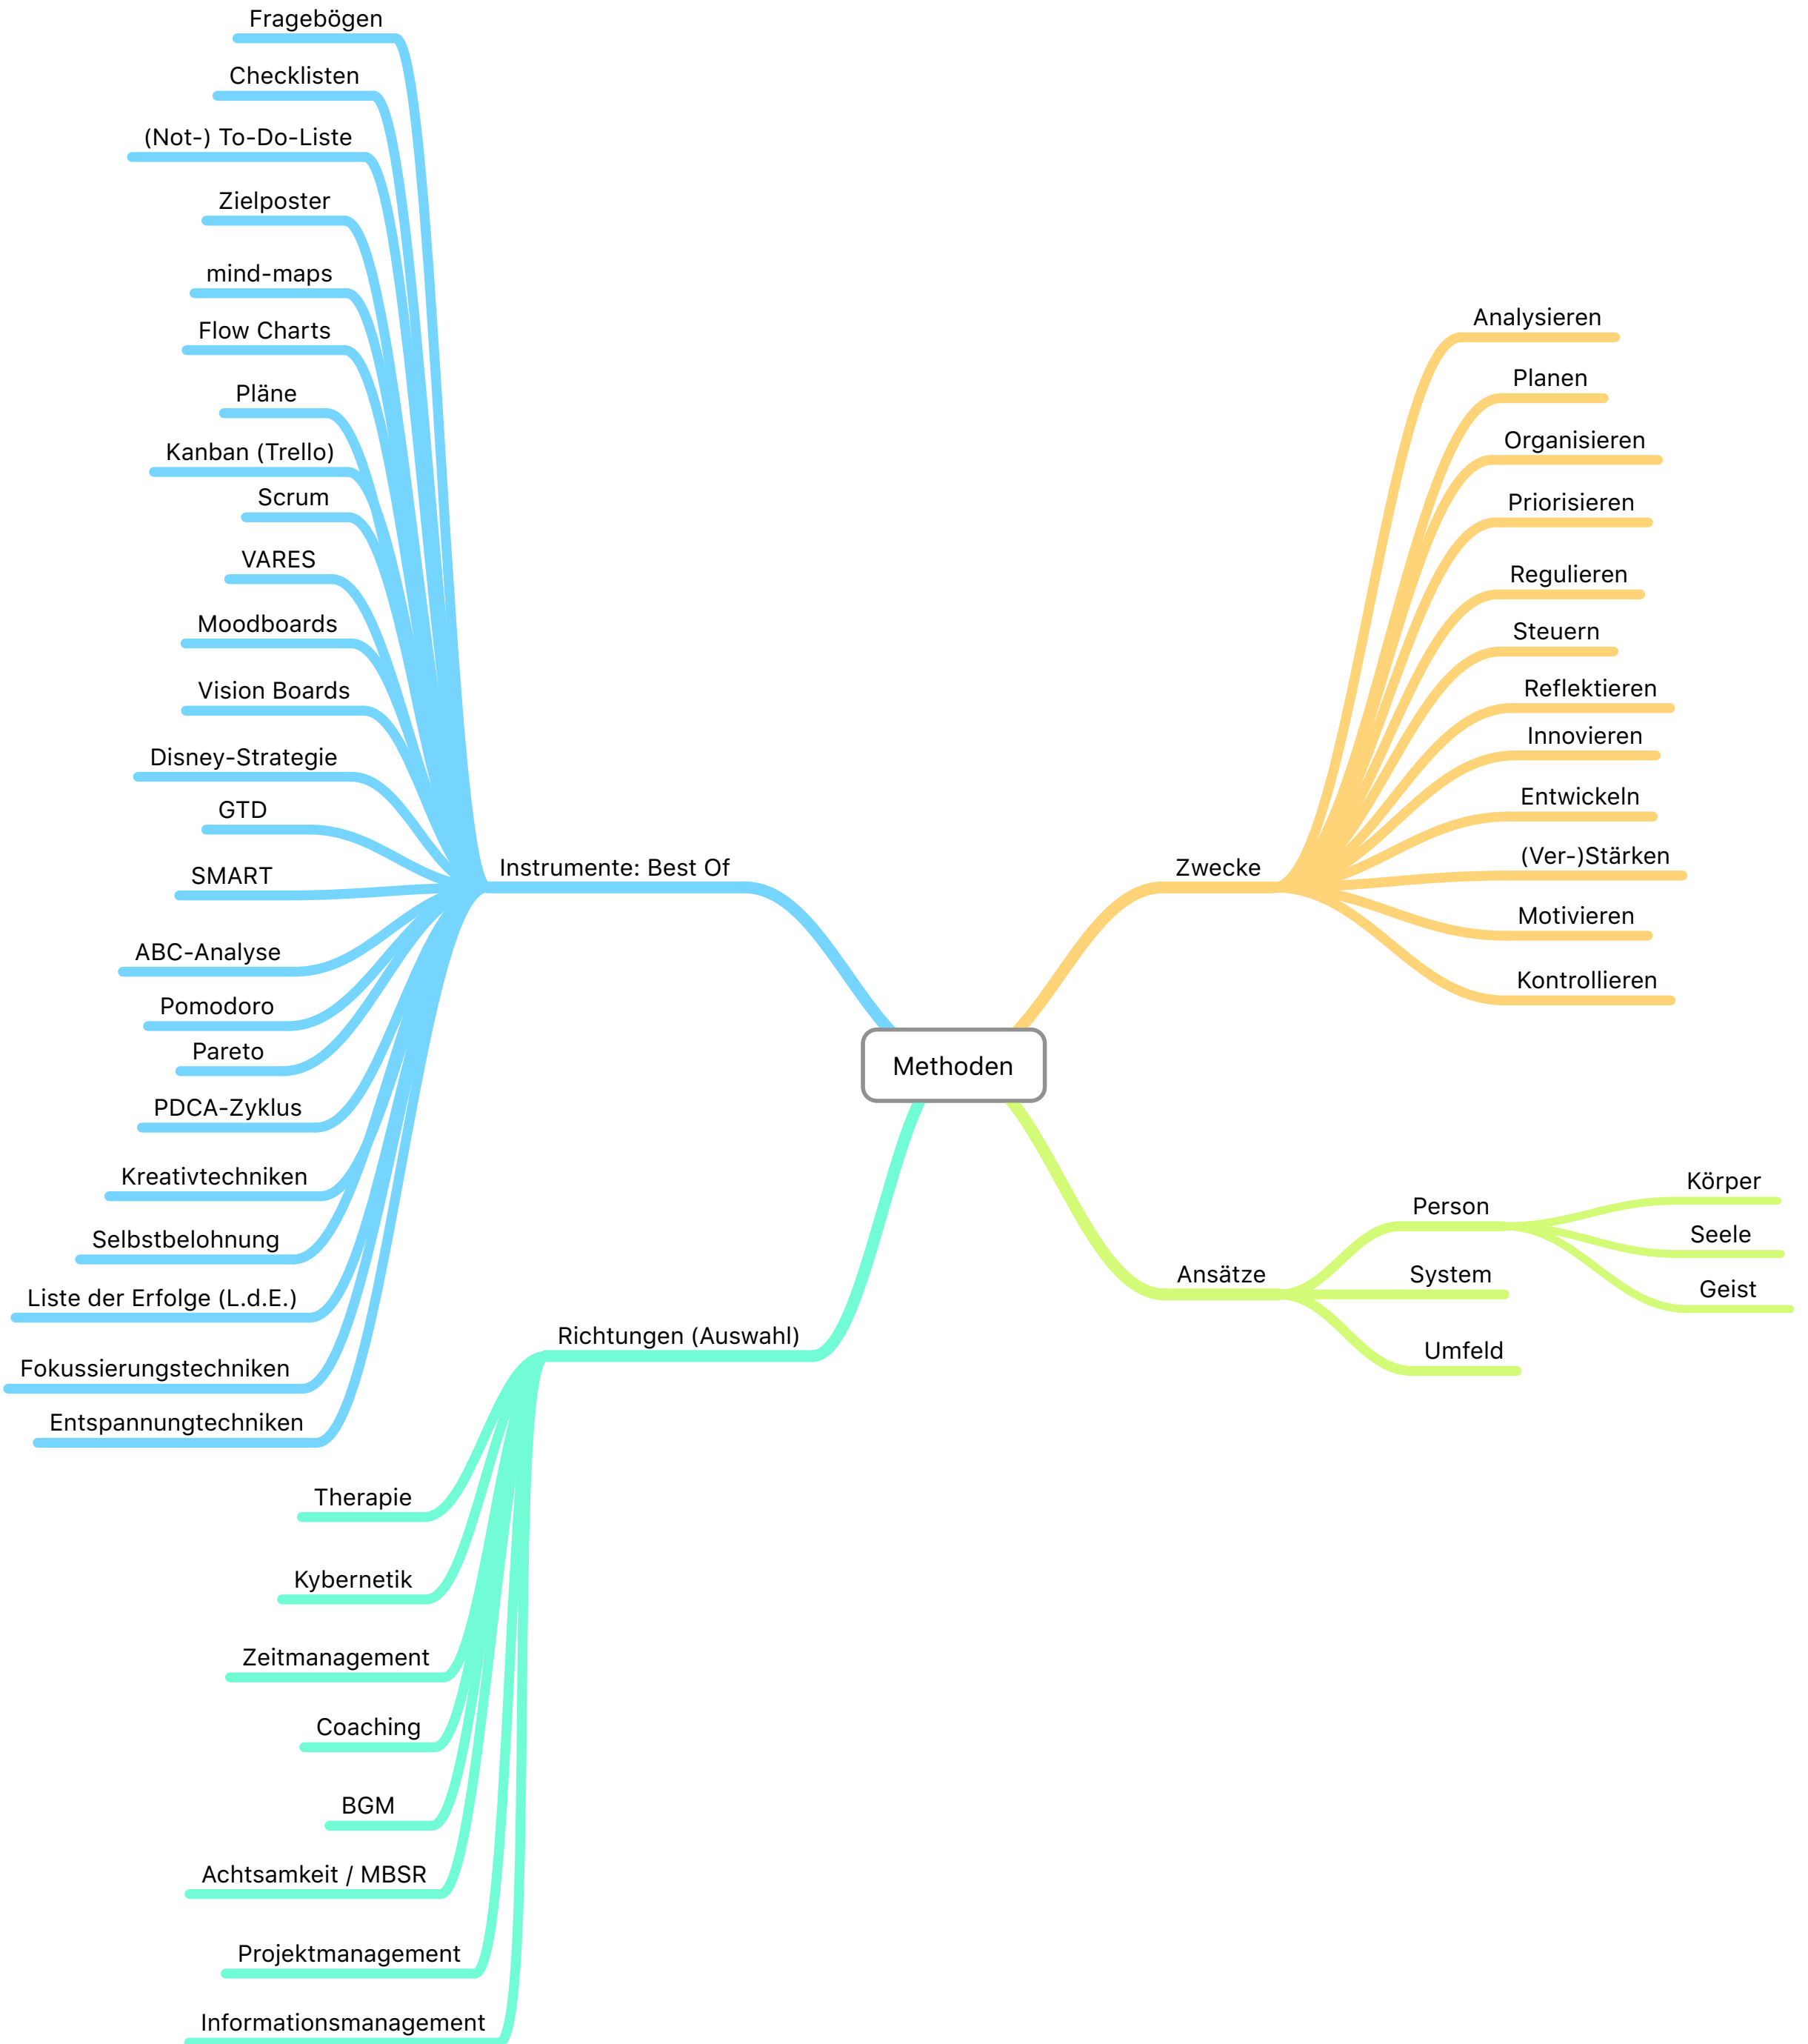 Fragebögen
Checklisten
(Not-) To-Do-Liste
Zielposter
mind-maps
Flow Charts
Pläne
Kanban (Trello)
Scrum
VARES
Moodboards
Vision Boards
Disney-Strategie
GTD
SMART
ABC-Analyse
Pomodoro
Pareto
PDCA-Zyklus
Kreativtechniken
Selbstbelohnung
Liste der Erfolge (L.d.E.)
Fokussierungstechniken
Entspannungtechniken
Instrumente: Best Of
Richtungen (Auswahl)
Therapie
Kybernetik
Zeitmanagement
Coaching
BGM
Achtsamkeit / MBSR
Projektmanagement
Informationsmanagement
Methoden
Zwecke
Analysieren
Planen
Organisieren
Priorisieren
Regulieren
Steuern
Reflektieren
Innovieren
Entwickeln
(Ver-)Stärken
Motivieren
Kontrollieren
Ansätze
Person
Körper
Seele
Geist
System
Umfeld